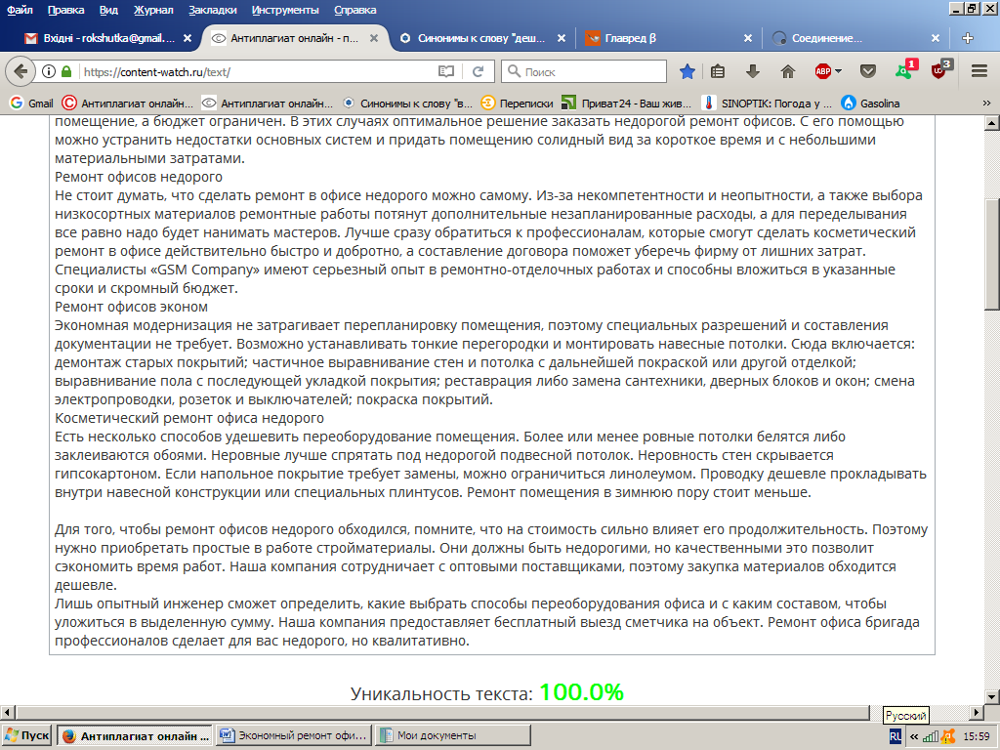 Файл Правка Вид Журнал Закладки Инструменты Справка
Вхідні - rokshutka@gmail.... Антиплагиат онлайн - п... Синонимы к слову "деш... Главред β Соединение...
https://content-watch.ru/text/ Поиск ABP 1 3
Gmail Антиплагиат онлайн... Антиплагиат онлайн... Синонимы к слову "в... Переписки Приват24 - Ваш жив... SINOPTIK: Погода у ... Gasolina
помещение, а бюджет ограничен. В этих случаях оптимальное решение заказать недорогой ремонт офисов. С его помощью
можно устранить недостатки основных систем и придать помещению солидный вид за короткое время и с небольшими
материальными затратами.
Ремонт офисов недорого
Не стоит думать, что сделать ремонт в офисе недорого можно самому. Из-за некомпетентности и неопытности, а также выбора
низкосортных материалов ремонтные работы потянут дополнительные незапланированные расходы, а для переделывания
все равно надо будет нанимать мастеров. Лучше сразу обратиться к профессионалам, которые смогут сделать косметический
ремонт в офисе действительно быстро и добротно, а составление договора поможет уберечь фирму от лишних затрат.
Специалисты «GSM Company» имеют серьезный опыт в ремонтно-отделочных работах и способны вложиться в указанные
сроки и скромный бюджет.
Ремонт офисов эконом
Экономная модернизация не затрагивает перепланировку помещения, поэтому специальных разрешений и составления
документации не требует. Возможно устанавливать тонкие перегородки и монтировать навесные потолки. Сюда включается:
демонтаж старых покрытий; частичное выравнивание стен и потолка с дальнейшей покраской или другой отделкой;
выравнивание пола с последующей укладкой покрытия; реставрация либо замена сантехники, дверных блоков и окон; смена
электропроводки, розеток и выключателей; покраска покрытий.
Косметический ремонт офиса недорого
Есть несколько способов удешевить переоборудование помещения. Более или менее ровные потолки белятся либо
заклеиваются обоями. Неровные лучше спрятать под недорогой подвесной потолок. Неровность стен скрывается
гипсокартоном. Если напольное покрытие требует замены, можно ограничиться линолеумом. Проводку дешевле прокладывать
внутри навесной конструкции или специальных плинтусов. Ремонт помещения в зимнюю пору стоит меньше.
Для того, чтобы ремонт офисов недорого обходился, помните, что на стоимость сильно влияет его продолжительность. Поэтому
нужно приобретать простые в работе стройматериалы. Они должны быть недорогими, но качественными это позволит
сэкономить время работ. Наша компания сотрудничает с оптовыми поставщиками, поэтому закупка материалов обходится
дешевле.
Лишь опытный инженер сможет определить, какие выбрать способы переоборудования офиса и с каким составом, чтобы
уложиться в выделенную сумму. Наша компания предоставляет бесплатный выезд сметчика на объект. Ремонт офиса бригада
профессионалов сделает для вас недорого, но квалитативно.
Уникальность текста: 100.0%
Русский
Пуск Антиплагиат онлайн ... Экономный ремонт офи... Мои документы RU « 15:59